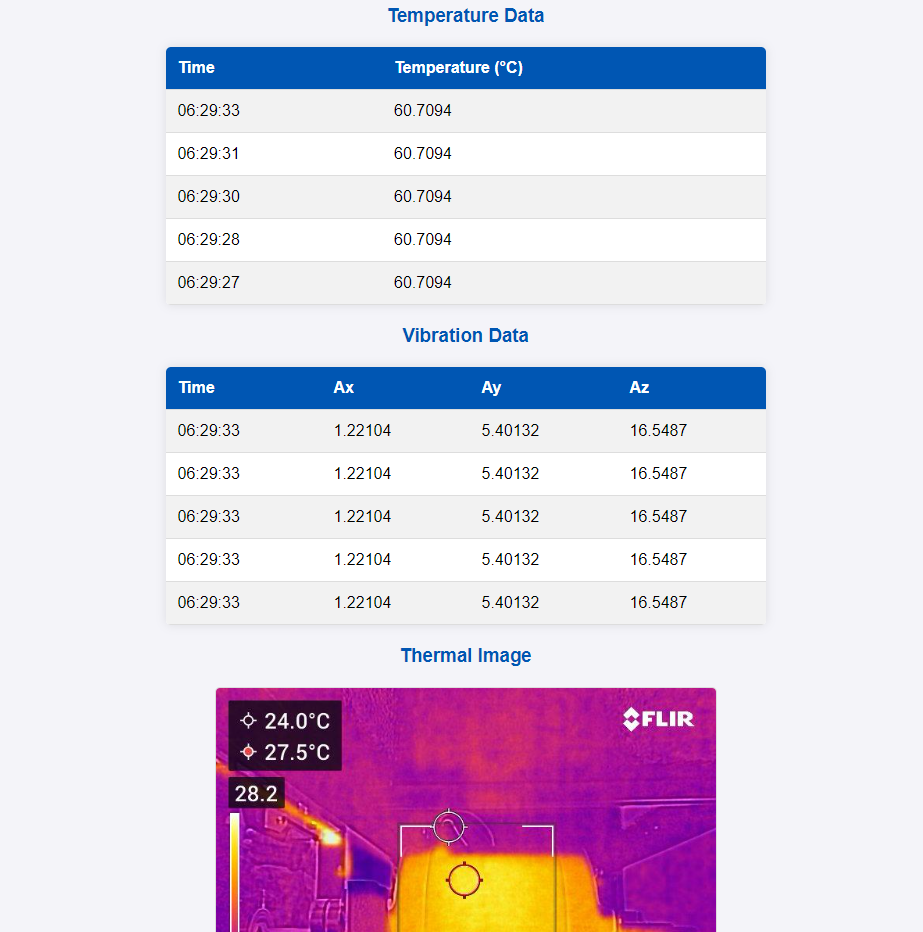 Temperature Data
Time Temperature (°C)
06:29:33 60.7094
06:29:31 60.7094
06:29:30 60.7094
06:29:28 60.7094
06:29:27 60.7094
Vibration Data
Time Ax Ay Az
06:29:33 1.22104 5.40132 16.5487
06:29:33 1.22104 5.40132 16.5487
06:29:33 1.22104 5.40132 16.5487
06:29:33 1.22104 5.40132 16.5487
06:29:33 1.22104 5.40132 16.5487
Thermal Image
24.0°C
FLIR
27.5°C
28.2